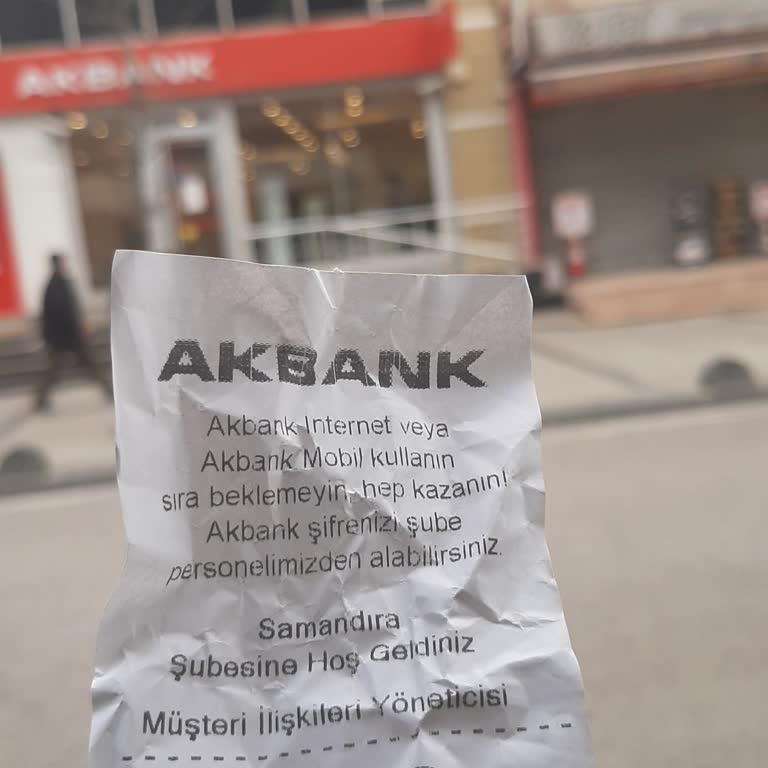 AKBANK
AKBANK
Akbank Internet veya
Akbank Mobil kullanın
sıra beklemeyin, hep kazanın!
Akbank şifrenizi şube
personelimizden alabilirsiniz.
Samandıra
Şubesine Hoş Geldiniz
Müşteri İlişkileri Yöneticisi